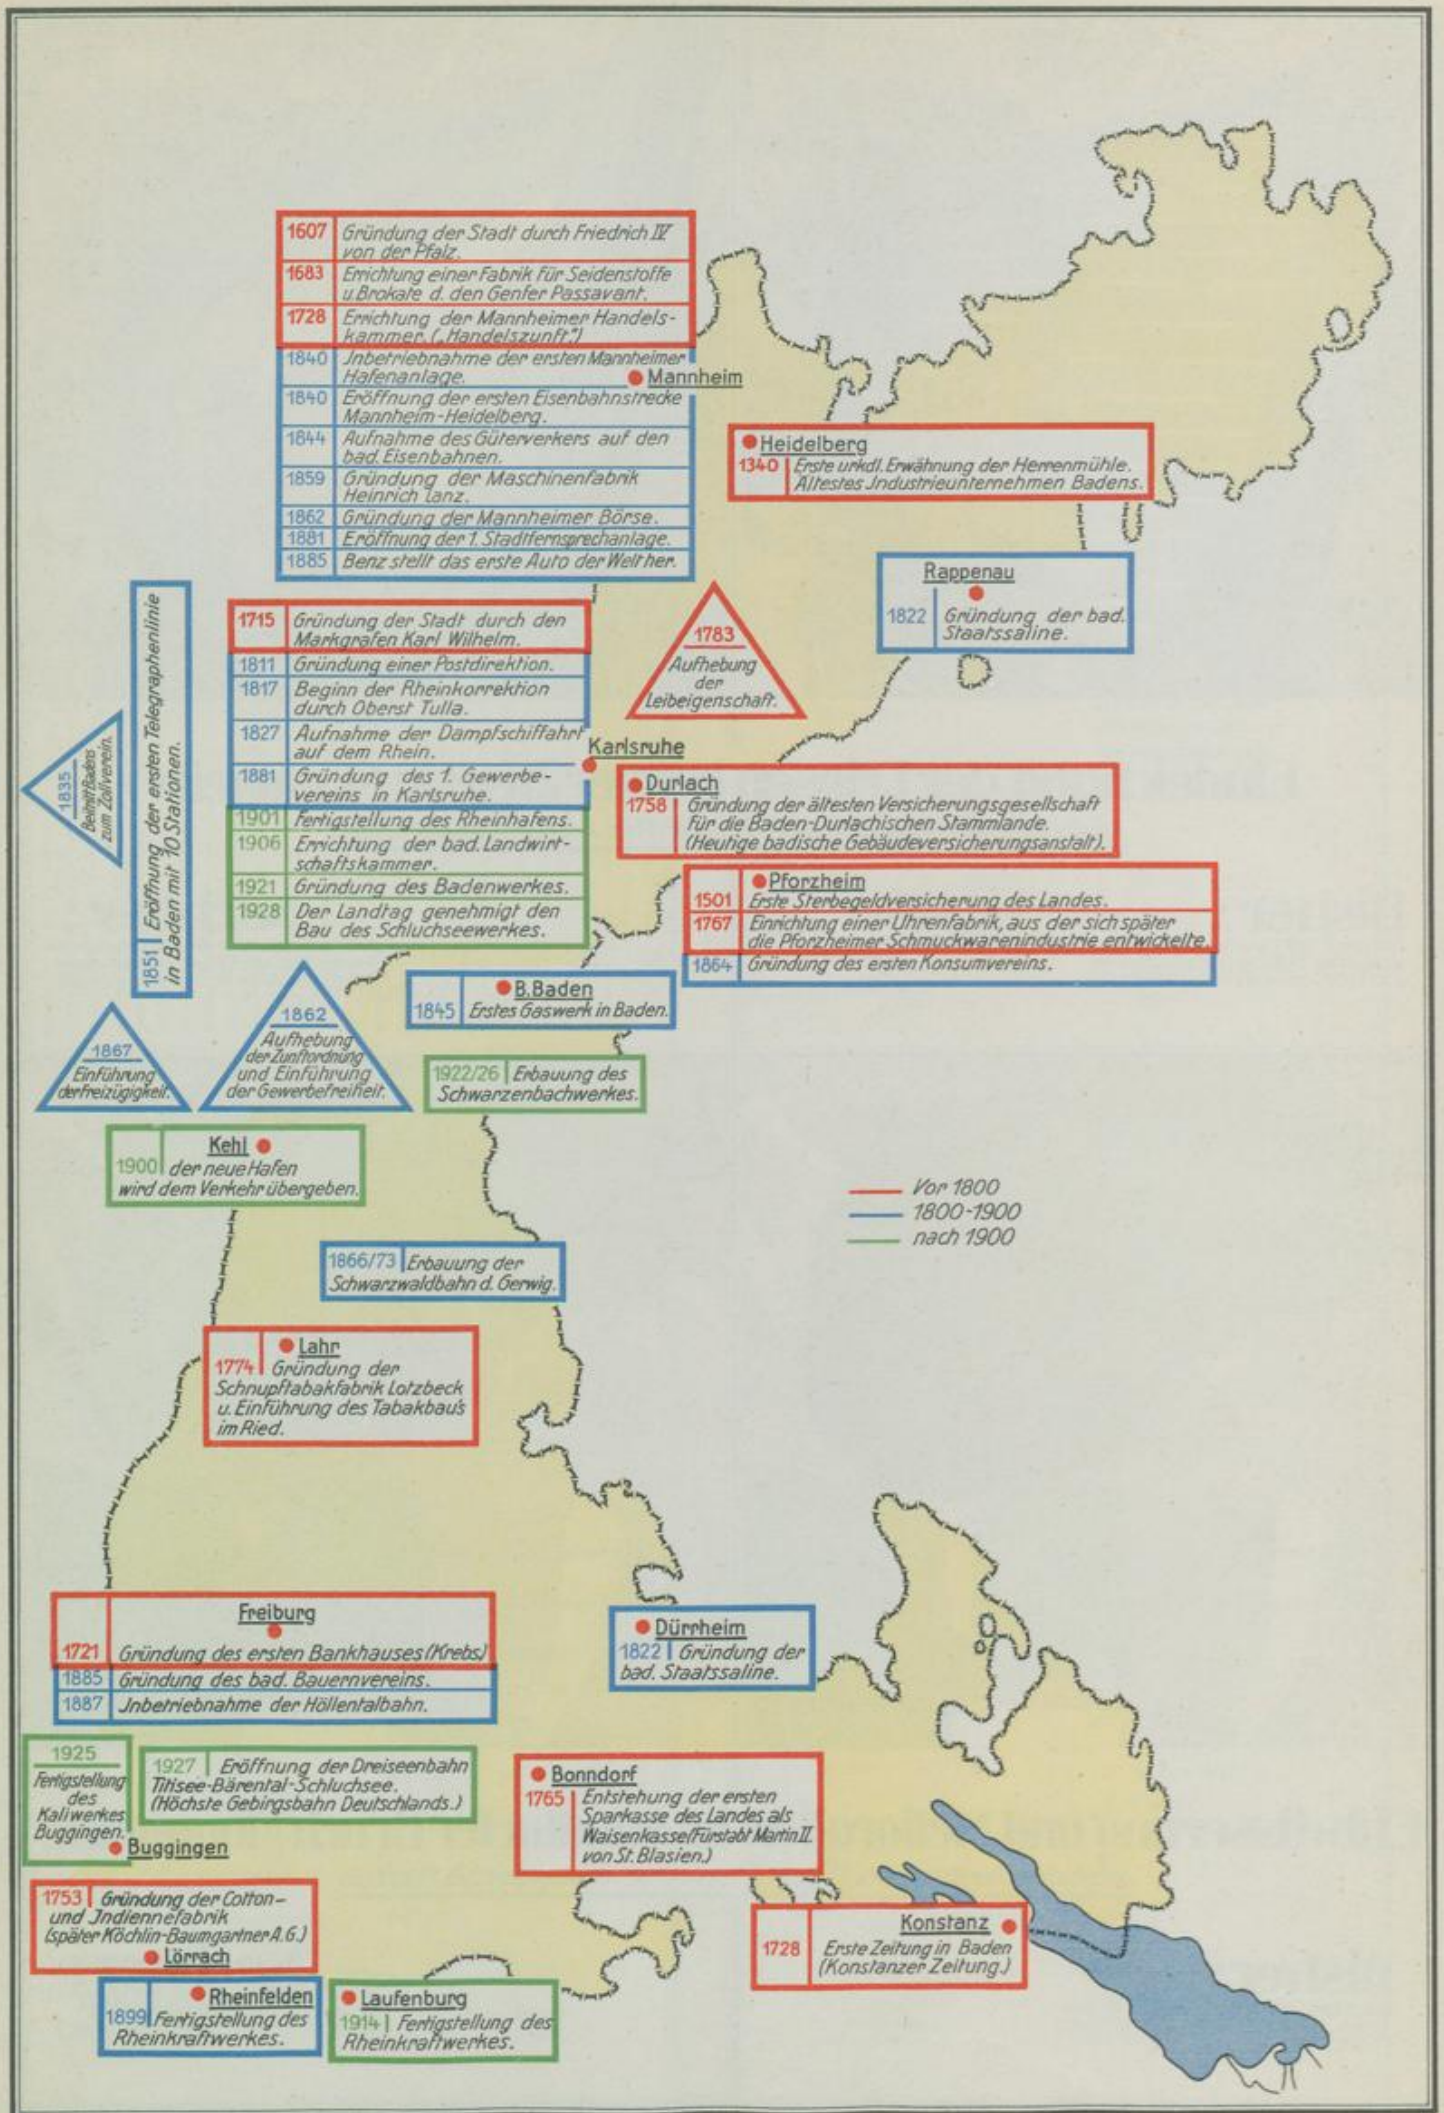 1607 Gründung der Stadt durch Friedrich IV
von der Pfalz.
1683 Errichtung einer Fabrik für Seidenstoffe
u. Brokate d. den Genfer Passavant.
1728 Errichtung der Mannheimer Handels-
kammer. („Handelszunft“)
1840 Jnbetriebnahme der ersten Mannheimer
Hafenanlage.
Mannheim
1840 Eröffnung der ersten Eisenbahnstrecke
Mannheim-Heidelberg.
1844 Aufnahme des Güterverkers auf den
bad. Eisenbahnen.
1859 Gründung der Maschinenfabrik
Heinrich Lanz.
1862 Gründung der Mannheimer Börse.
1881 Eröffnung der 1. Stadtfernsprechanlage.
1885 Benz stellt das erste Auto der Welt her.
Heidelberg
1340 Erste urkdl. Erwähnung der Herrenmühle.
Ältestes Jndustrieunternehmen Badens.
Rappenau
1822 Gründung der bad.
Staatssaline.
1783
Aufhebung
der
Leibeigenschaft.
1835
Beitritt Badens
zum Zollverein.
1851 Eröffnung der ersten Telegraphenlinie
in Baden mit 10 Stationen.
1715 Gründung der Stadt durch den
Markgrafen Karl Wilhelm.
1811 Gründung einer Postdirektion.
1817 Beginn der Rheinkorrektion
durch Oberst Tulla.
1827 Aufnahme der Dampfschiffahrt
auf dem Rhein.
Karlsruhe
1881 Gründung des 1. Gewerbe-
vereins in Karlsruhe.
1901 Fertigstellung des Rheinhafens.
1906 Errichtung der bad. Landwirt-
schaftskammer.
1921 Gründung des Badenwerkes.
1928 Der Landtag genehmigt den
Bau des Schluchseewerkes.
Durlach
1758 Gründung der ältesten Versicherungsgesellschaft
für die Baden-Durlachischen Stammlande.
(Heutige badische Gebäudeversicherungsanstalt).
Pforzheim
1501 Erste Sterbegeldversicherung des Landes.
1767 Einrichtung einer Uhrenfabrik, aus der sich später
die Pforzheimer Schmuckwarenindustrie entwickelte.
1864 Gründung des ersten Konsumvereins.
B.Baden
1845 Erstes Gaswerk in Baden.
1862
Aufhebung
der Zunftordnung
und Einführung
der Gewerbefreiheit.
1867
Einführung
der Freizügigkeit.
1922/26 Erbauung des
Schwarzenbachwerkes.
Kehl
1900 der neue Hafen
wird dem Verkehr übergeben.
Vor 1800
1800-1900
nach 1900
1866/73 Erbauung der
Schwarzwaldbahn d. Gerwig.
Lahr
1774 Gründung der
Schnupftabakfabrik Lotzbeck
u. Einführung des Tabakbau's
im Ried.
Freiburg
1721 Gründung des ersten Bankhauses (Krebs)
1885 Gründung des bad. Bauernvereins.
1887 Jnbetriebnahme der Höllentalbahn.
Dürrheim
1822 Gründung der
bad. Staatssaline.
1925
Fertigstellung
des
Kaliwerkes
Buggingen.
Buggingen
1927 Eröffnung der Dreiseenbahn
Titisee-Bärental-Schluchsee.
(Höchste Gebirgsbahn Deutschlands.)
Bonndorf
1765 Entstehung der ersten
Sparkasse des Landes als
Waisenkasse (Fürstabt Martin II.
von St. Blasien.)
1753 Gründung der Cotton-
und Jndiennefabrik
(später Köchlin-Baumgartner A.G.)
Lörrach
Konstanz
1728 Erste Zeitung in Baden
(Konstanzer Zeitung.)
Rheinfelden
1899 Fertigstellung des
Rheinkraftwerkes.
Laufenburg
1914 Fertigstellung des
Rheinkraftwerkes.